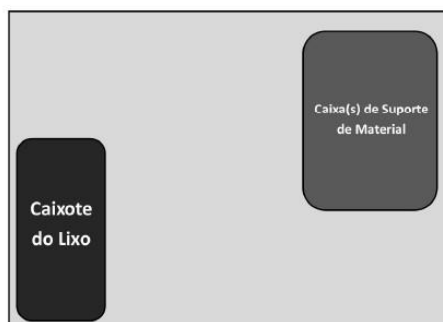 Caixa(s) de Suporte
de Material
Caixote
do Lixo